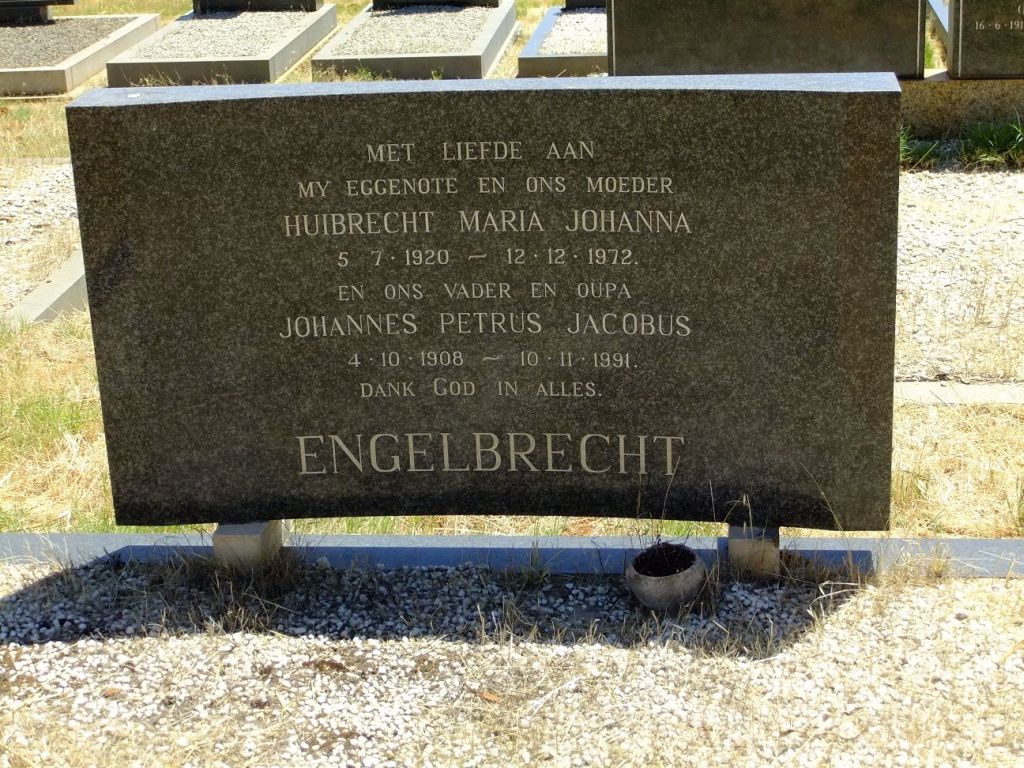 MET LIEFDE AAN
MY EGGENOTE EN ONS MOEDER
HUIBRECHT MARIA JOHANNA
5 · 7 · 1920 ~ 12 · 12 · 1972.
EN ONS VADER EN OUPA
JOHANNES PETRUS JACOBUS
4 · 10 · 1908 ~ 10 · 11 · 1991.
DANK GOD IN ALLES.
ENGELBRECHT